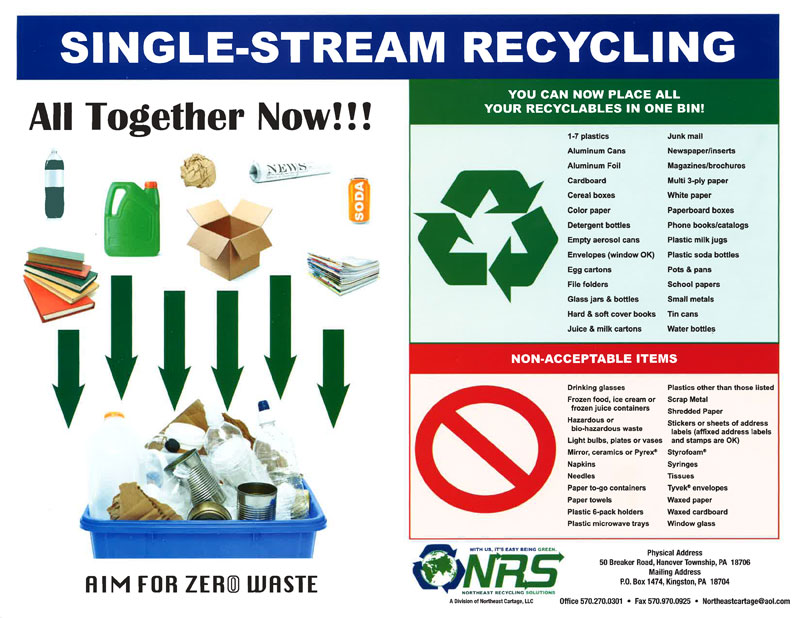 SINGLE-STREAM RECYCLING
All Together Now!!!
NEWS
SODA
AIM FOR ZERO WASTE
YOU CAN NOW PLACE ALL
YOUR RECYCLABLES IN ONE BIN!
1-7 plastics
Aluminum Cans
Aluminum Foil
Cardboard
Cereal boxes
Color paper
Detergent bottles
Empty aerosol cans
Envelopes (window OK)
Egg cartons
File folders
Glass jars & bottles
Hard & soft cover books
Juice & milk cartons
Junk mail
Newspaper/inserts
Magazines/brochures
Multi 3-ply paper
White paper
Paperboard boxes
Phone books/catalogs
Plastic milk jugs
Plastic soda bottles
Pots & pans
School papers
Small metals
Tin cans
Water bottles
NON-ACCEPTABLE ITEMS
Drinking glasses
Frozen food, ice cream or
frozen juice containers
Hazardous or
bio-hazardous waste
Light bulbs, plates or vases
Mirror, ceramics or Pyrex®
Napkins
Needles
Paper to-go containers
Paper towels
Plastic 6-pack holders
Plastic microwave trays
Plastics other than those listed
Scrap Metal
Shredded Paper
Stickers or sheets of address
labels (affixed address labels
and stamps are OK)
Styrofoam®
Syringes
Tissues
Tyvek® envelopes
Waxed paper
Waxed cardboard
Window glass
WITH US, IT'S EASY BEING GREEN.
NRS
NORTHEAST RECYCLING SOLUTIONS
A Division of Northeast Cartage, LLC
Physical Address
50 Breaker Road, Hanover Township, PA 18706
Mailing Address
P.O. Box 1474, Kingston, PA 18704
Office 570.270.0301 • Fax 570.970.0925 • Northeastcartage@aol.com